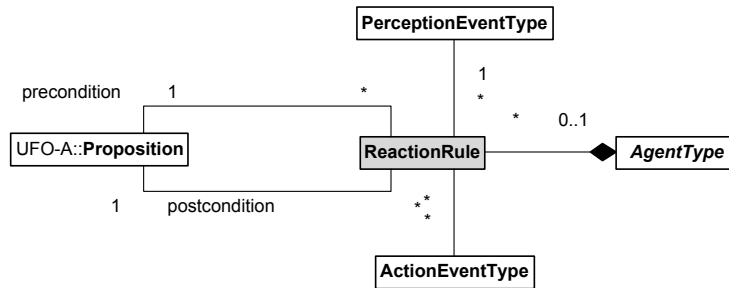 PerceptionEventType
1
*
precondition 1 *
* 0..1
UFO-A::Proposition
ReactionRule
AgentType
1 postcondition
* *
*
ActionEventType